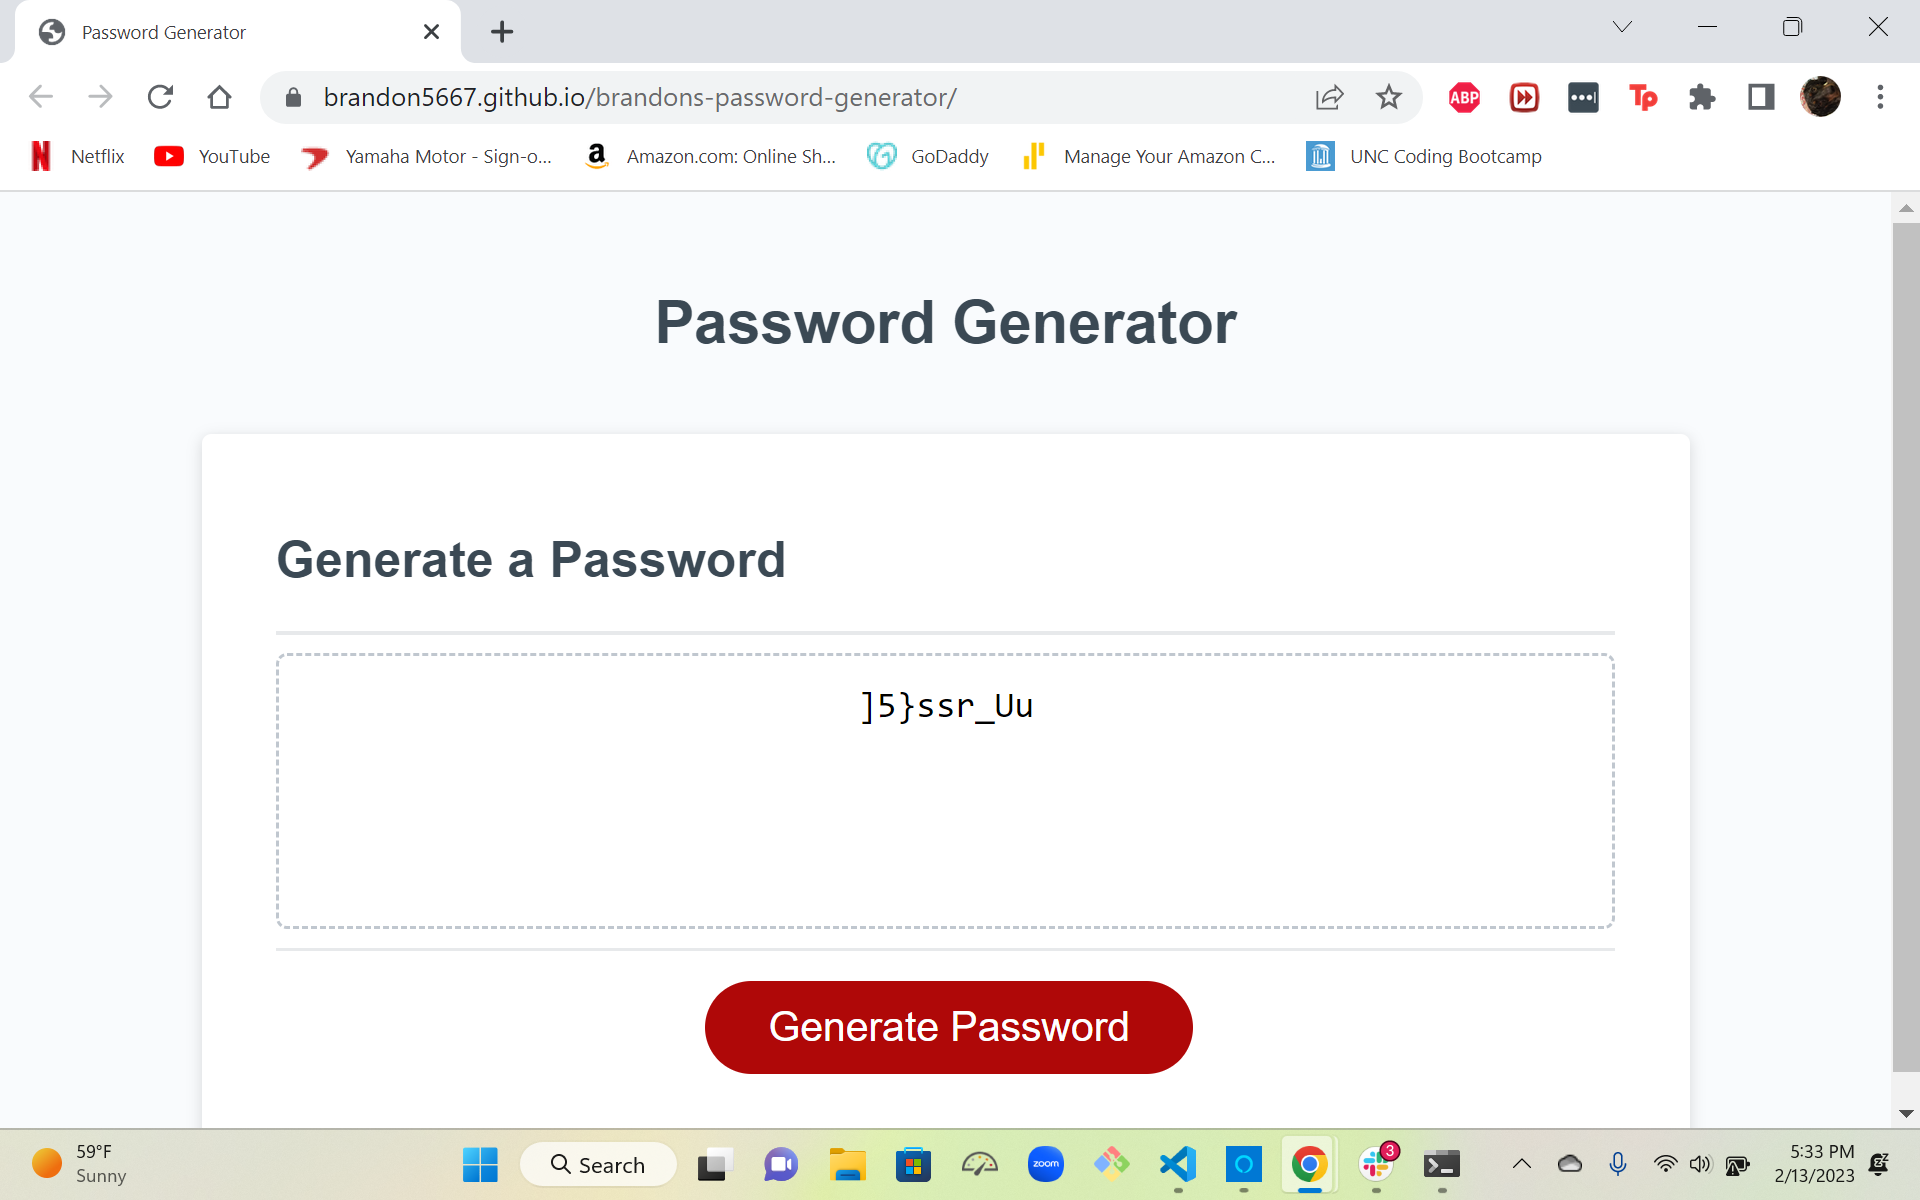 Password Generator
brandon5667.github.io/brandons-password-generator/
ABP
Tp
Netflix
YouTube
Yamaha Motor - Sign-o...
a
Amazon.com: Online Sh...
GoDaddy
Manage Your Amazon C...
UNC Coding Bootcamp
Password Generator
Generate a Password
]5}ssr_Uu
Generate Password
59°F
Sunny
Search
zoom
3
5:33 PM
2/13/2023